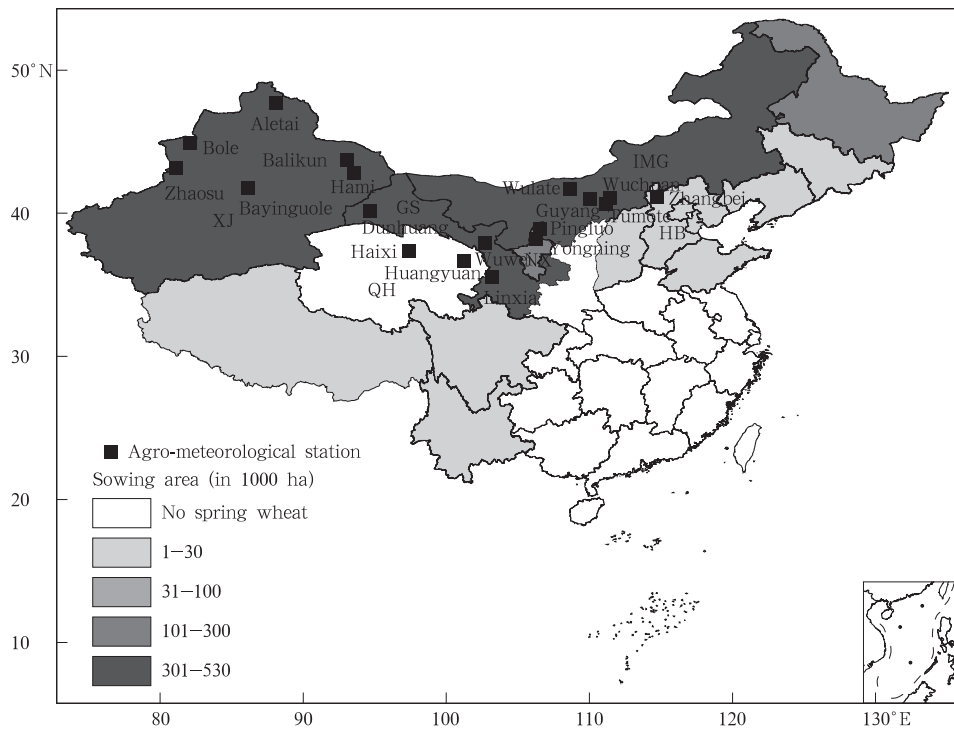 50°N
Aletai
Bole
Balikun
IMG
Zhaosu
Hami
Wulate
Wuchuan
Bayinguole
GS
Guyang
Tumote
Zhangbei
XJ
40
Dunhuang
Pingluo
HB
Haixi
Wuwei
NX
Yongning
Huangyuan
QH
Linxia
30
Agro-meteorological station
Sowing area (in 1000 ha)
20
No spring wheat
1−30
31−100
101−300
10
301−530
80 90 100 110 120 130°E